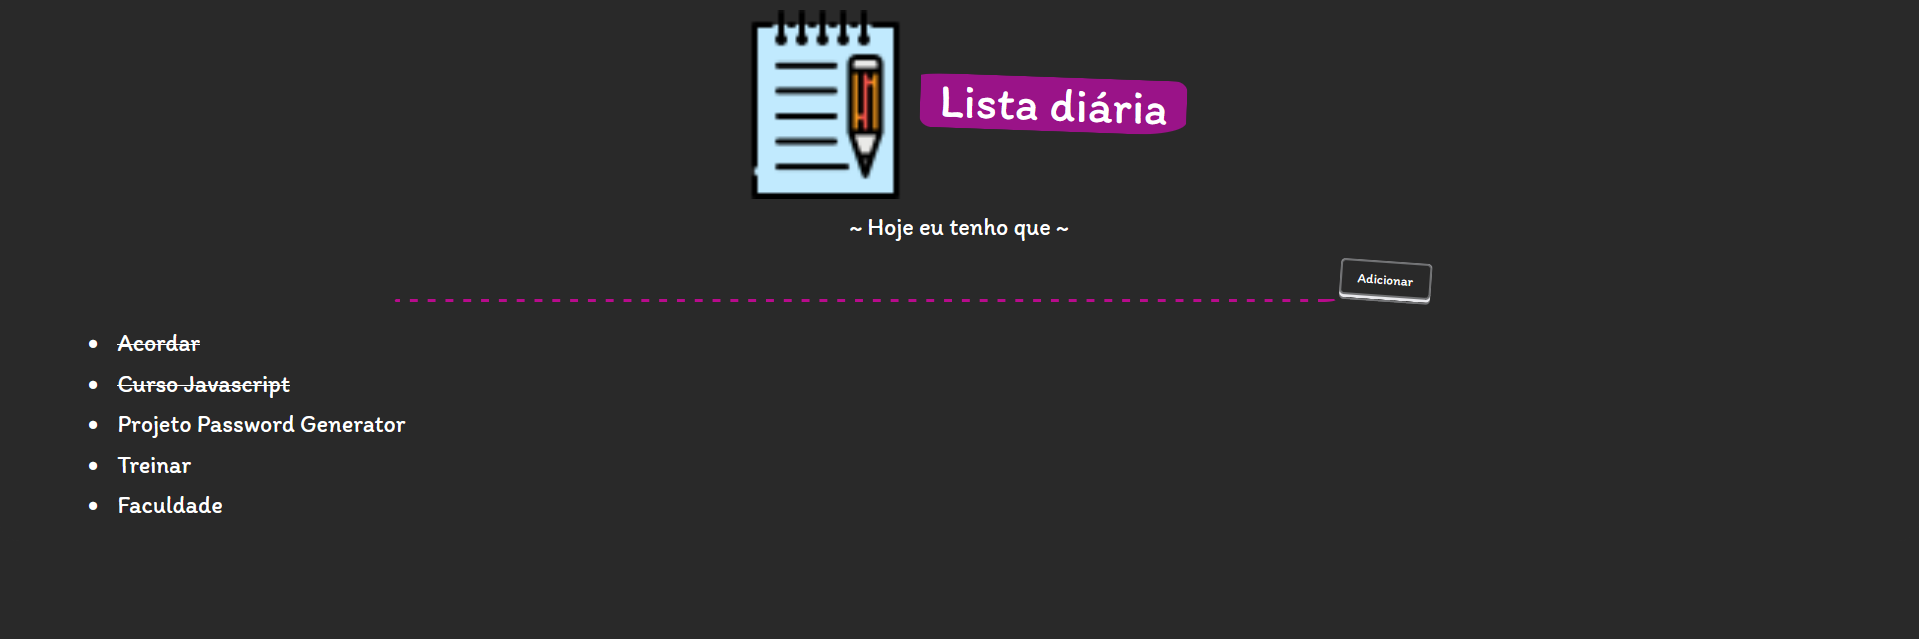 Lista diária
~ Hoje eu tenho que ~
Adicionar
Acordar
Curso Javascript
Projeto Password Generator
Treinar
Faculdade